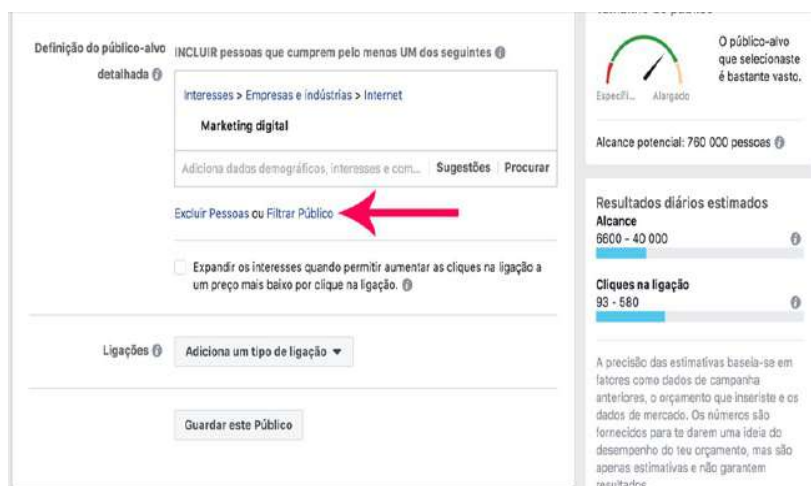 Definição do público-alvo
detalhada
INCLUIR pessoas que cumprem pelo menos UM dos seguintes
Interesses > Empresas e indústrias > Internet
Marketing digital
Adiciona dados demográficos, interesses e com... Sugestões Procurar
Excluir Pessoas ou Filtrar Público
Expandir os interesses quando permitir aumentar as cliques na ligação a
um preço mais baixo por clique na ligação.
Ligações
Adiciona um tipo de ligação
Guardar este Público
O público-alvo
que selecionaste
é bastante vasto.
Específi... Alargado
Alcance potencial: 760 000 pessoas
Resultados diários estimados
Alcance
6600 - 40 000
Cliques na ligação
93 - 580
A precisão das estimativas baseia-se em
fatores como dados de campanha
anteriores, o orçamento que inseriste e os
dados de mercado. Os números são
fornecidos para te darem uma ideia do
desempenho do teu orçamento, mas são
apenas estimativas e não garantem
resultados